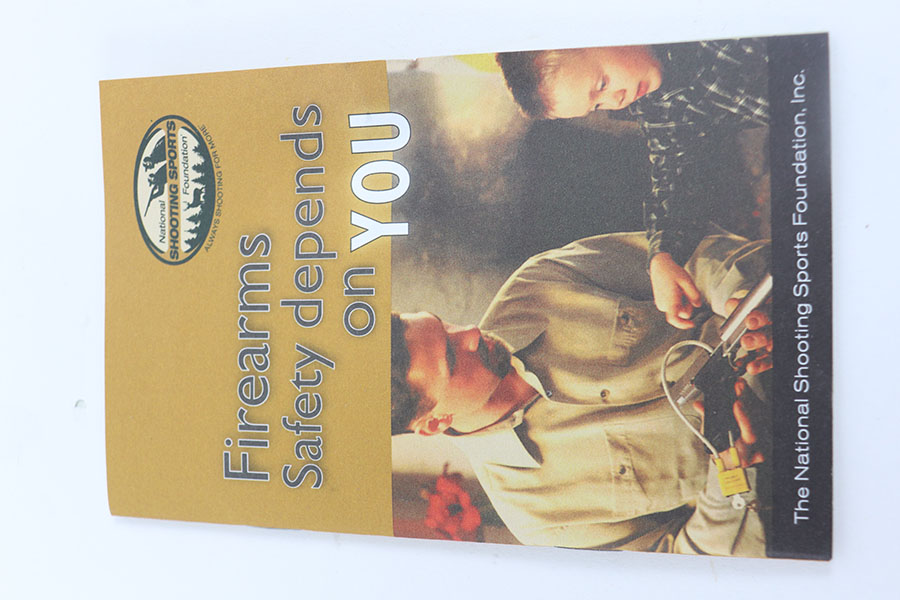 National
SHOOTING SPORTS
Foundation
ALWAYS SHOOTING FOR MORE
Firearms
Safety depends
on YOU
The National Shooting Sports Foundation, Inc.